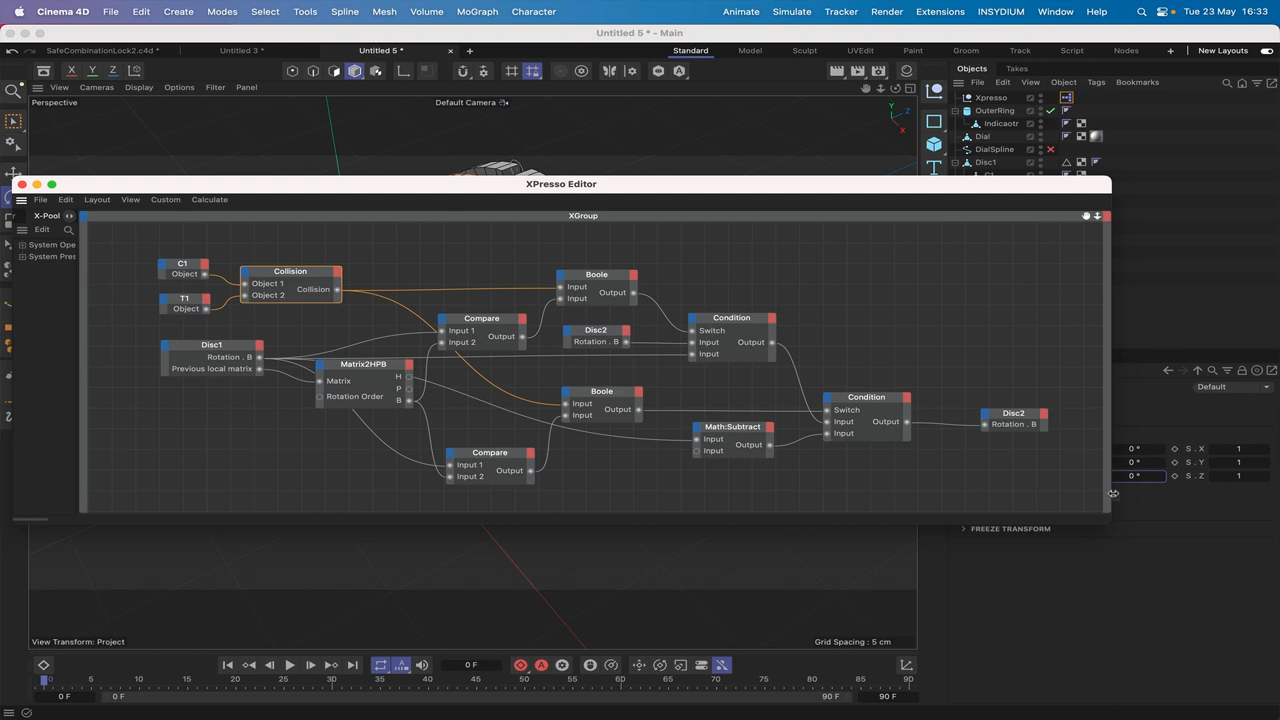 Cinema 4D File Edit Create Modes Select Tools Spline Mesh Volume MoGraph Character Animate Simulate Tracker Render Extensions INSYDIUM Window Help Tue 23 May 16:33
Untitled 5 * - Main
SafeCombinationLock2.c4d * Untitled 3 * Untitled 5 * Standard Model Sculpt UVEdit Paint Groom Track Script Nodes New Layouts
X Y Z
Objects Takes
View Cameras Display Options Filter Panel
File Edit View Object Tags Bookmarks
Perspective Default Camera
Xpresso
OuterRing
Indicaotr
Dial
DialSpline
Disc1
Y
Z
X
XPresso Editor
File Edit Layout View Custom Calculate
X-Pool XGroup
Edit
System Ope
System Pres
C1
Object
T1
Object
Collision
Object 1
Object 2
Collision
Disc1
Rotation . B
Previous local matrix
Matrix2HPB
Matrix
Rotation Order
H
P
B
Compare
Input 1
Input 2
Output
Compare
Input 1
Input 2
Output
Boole
Input
Input
Output
Disc2
Rotation . B
Boole
Input
Input
Output
Condition
Switch
Input
Input
Output
Math:Subtract
Input
Input
Output
Condition
Switch
Input
Input
Output
Disc2
Rotation . B
Default
0 ° S . X 1
0 ° S . Y 1
0 ° S . Z 1
FREEZE TRANSFORM
View Transform: Project Grid Spacing : 5 cm
0 F
0 5 10 15 20 25 30 35 40 45 50 55 60 65 70 75 80 85 90
0 F 0 F 90 F 90 F